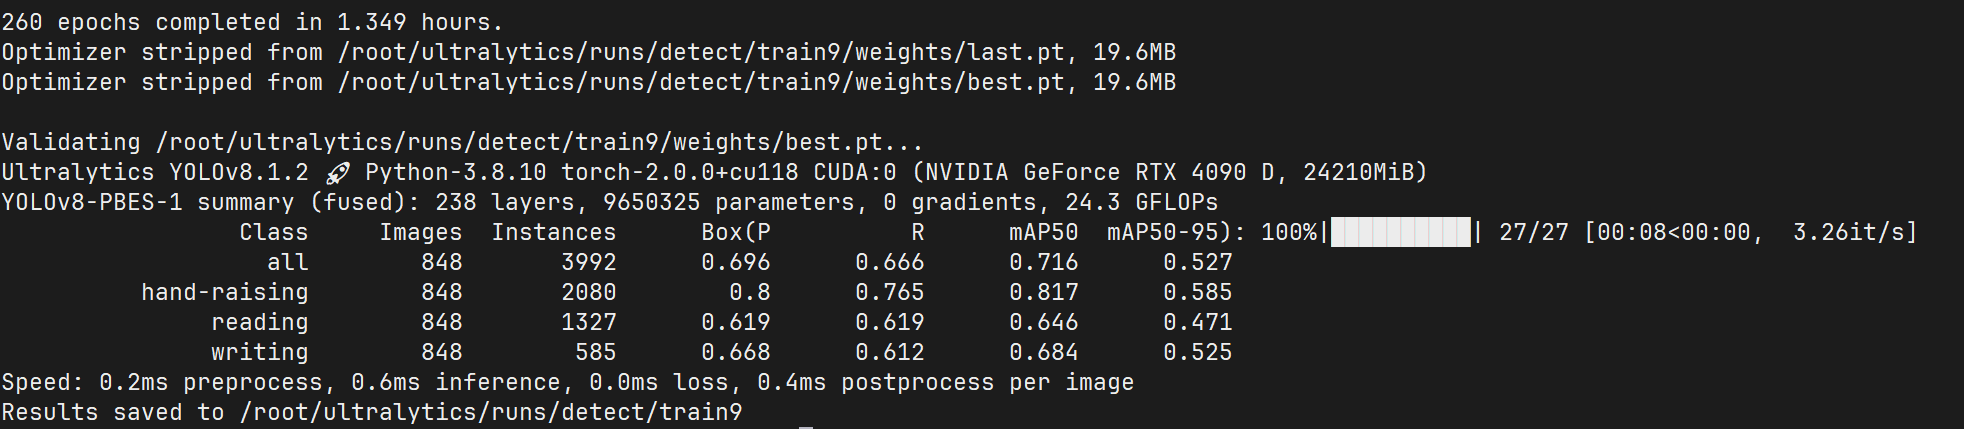 260 epochs completed in 1.349 hours.
Optimizer stripped from /root/ultralytics/runs/detect/train9/weights/last.pt, 19.6MB
Optimizer stripped from /root/ultralytics/runs/detect/train9/weights/best.pt, 19.6MB
Validating /root/ultralytics/runs/detect/train9/weights/best.pt...
Ultralytics YOLOv8.1.2 🚀 Python-3.8.10 torch-2.0.0+cu118 CUDA:0 (NVIDIA GeForce RTX 4090 D, 24210MiB)
YOLOv8-PBES-1 summary (fused): 238 layers, 9650325 parameters, 0 gradients, 24.3 GFLOPs
Class Images Instances Box(P R mAP50 mAP50-95): 100%|██████████| 27/27 [00:08<00:00, 3.26it/s]
all 848 3992 0.696 0.666 0.716 0.527
hand-raising 848 2080 0.8 0.765 0.817 0.585
reading 848 1327 0.619 0.619 0.646 0.471
writing 848 585 0.668 0.612 0.684 0.525
Speed: 0.2ms preprocess, 0.6ms inference, 0.0ms loss, 0.4ms postprocess per image
Results saved to /root/ultralytics/runs/detect/train9